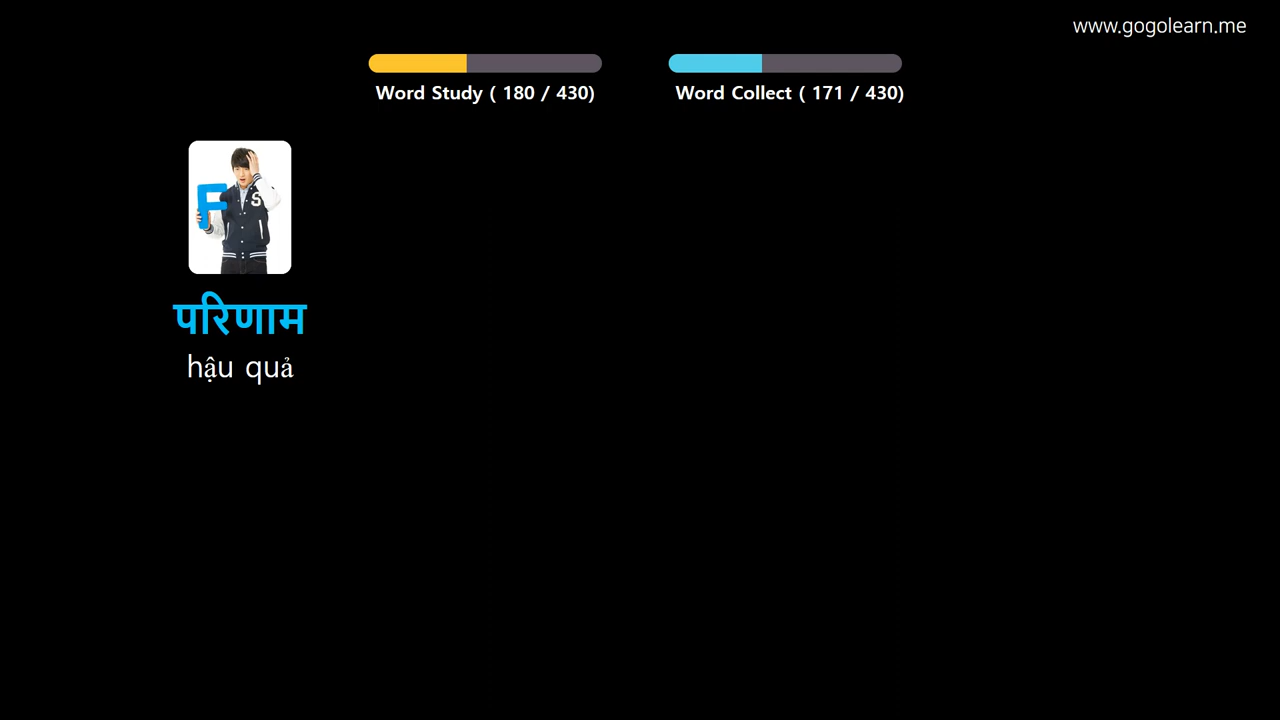 www.gogolearn.me
Word Study ( 180 / 430)
Word Collect ( 171 / 430)
F
S
परिणाम
hậu quả